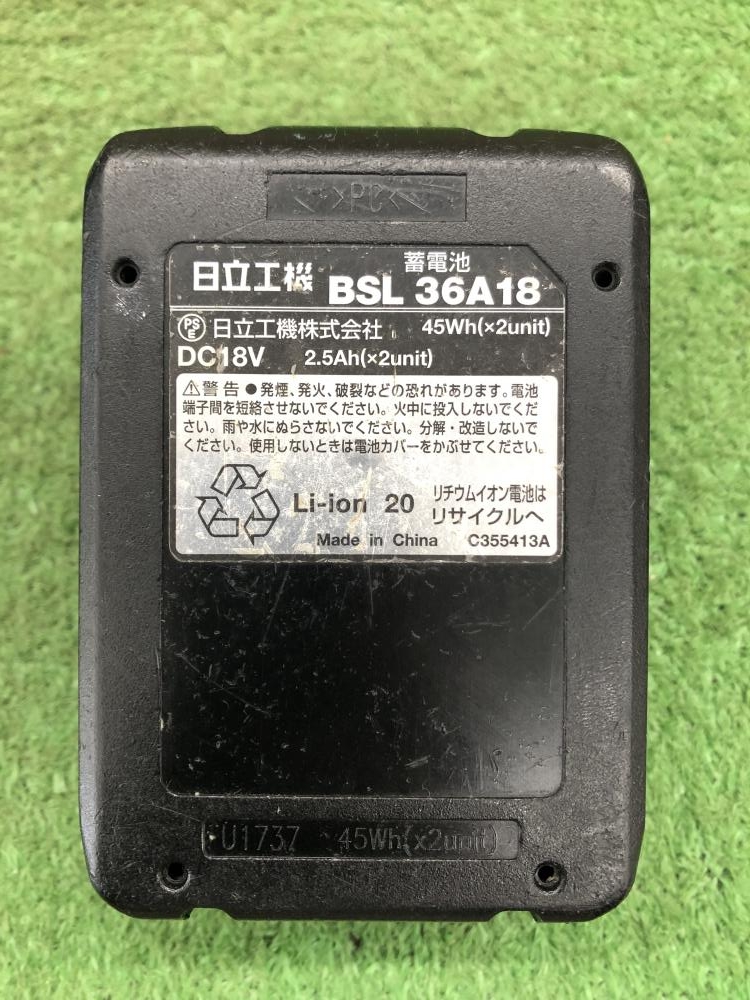 >PC<
日立工機 蓄電池 BSL 36A18
PSE 日立工機株式会社 45Wh(×2unit)
DC18V 2.5Ah(×2unit)
⚠警告 ●発煙、発火、破裂などの恐れがあります。電池
端子間を短絡させないでください。火中に投入しないでくだ
さい。雨や水にぬらさないでください。分解・改造しないで
ください。使用しないときは電池カバーをかぶせてください。
Li-ion 20 リチウムイオン電池は
リサイクルへ
Made in China C355413A
U1737 45Wh(x2unit)